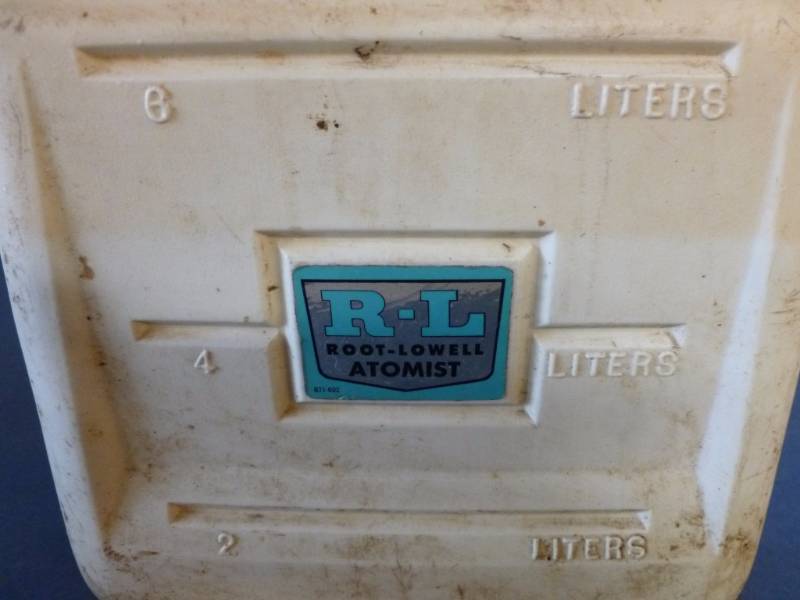 6 LITERS
R-L
ROOT-LOWELL
ATOMIST
4 LITERS
2 LITERS